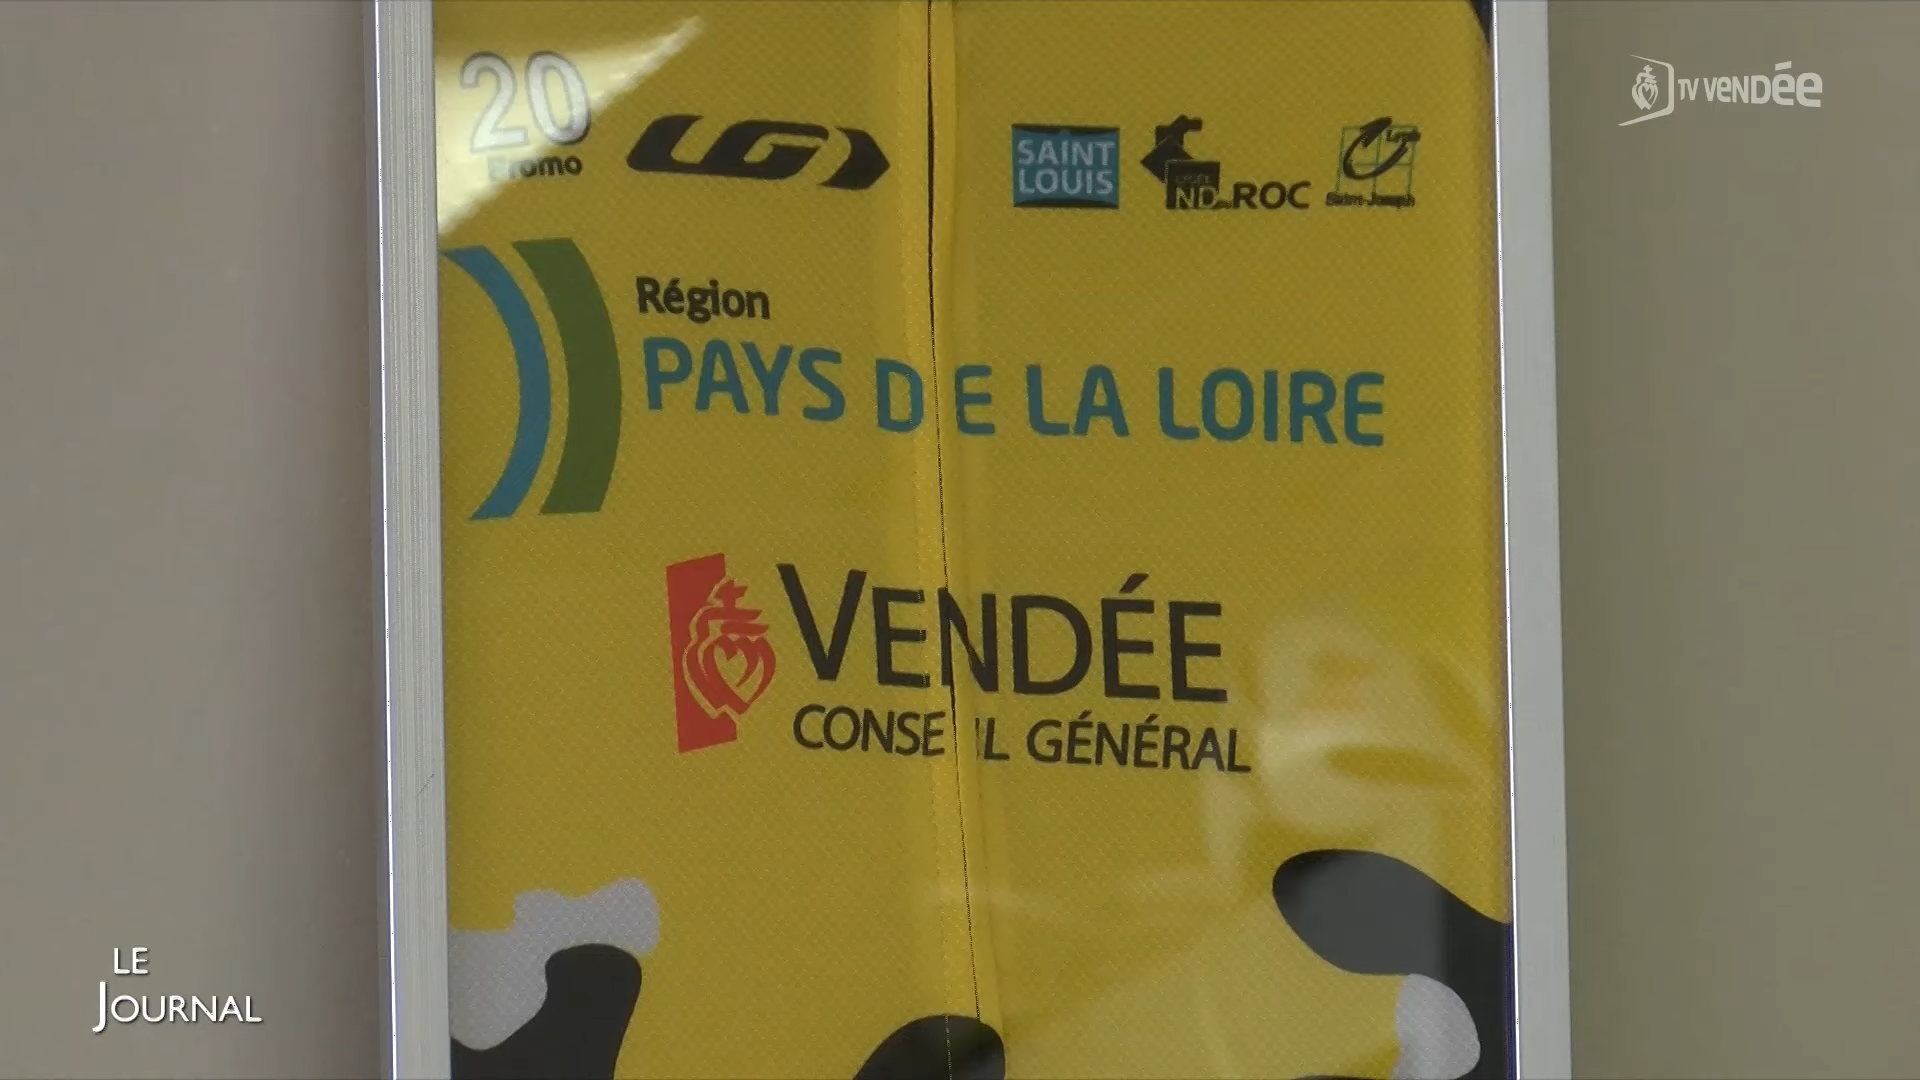 TV VENDÉE
20
Promo
LG
SAINT
LOUIS
ND ROC
Saint-Joseph
Région
PAYS DE LA LOIRE
VENDÉE
CONSEIL GÉNÉRAL
LE
JOURNAL